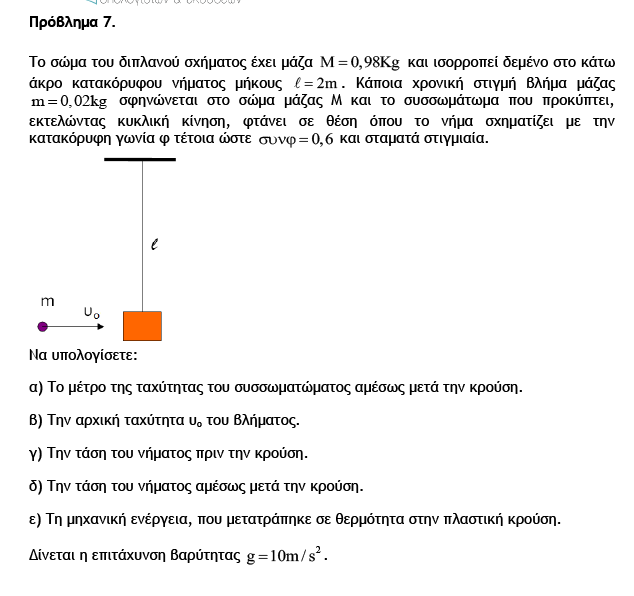 Πρόβλημα 7.
Το σώμα του διπλανού σχήματος έχει μάζα M = 0,98Kg και ισορροπεί δεμένο στο κάτω
άκρο κατακόρυφου νήματος μήκους ℓ = 2m . Κάποια χρονική στιγμή βλήμα μάζας
m = 0,02kg σφηνώνεται στο σώμα μάζας M και το συσσωμάτωμα που προκύπτει,
εκτελώντας κυκλική κίνηση, φτάνει σε θέση όπου το νήμα σχηματίζει με την
κατακόρυφη γωνία φ τέτοια ώστε συνφ = 0,6 και σταματά στιγμιαία.
ℓ
m
υₒ
Να υπολογίσετε:
α) Το μέτρο της ταχύτητας του συσσωματώματος αμέσως μετά την κρούση.
β) Την αρχική ταχύτητα υₒ του βλήματος.
γ) Την τάση του νήματος πριν την κρούση.
δ) Την τάση του νήματος αμέσως μετά την κρούση.
ε) Τη μηχανική ενέργεια, που μετατράπηκε σε θερμότητα στην πλαστική κρούση.
Δίνεται η επιτάχυνση βαρύτητας g = 10m / s² .